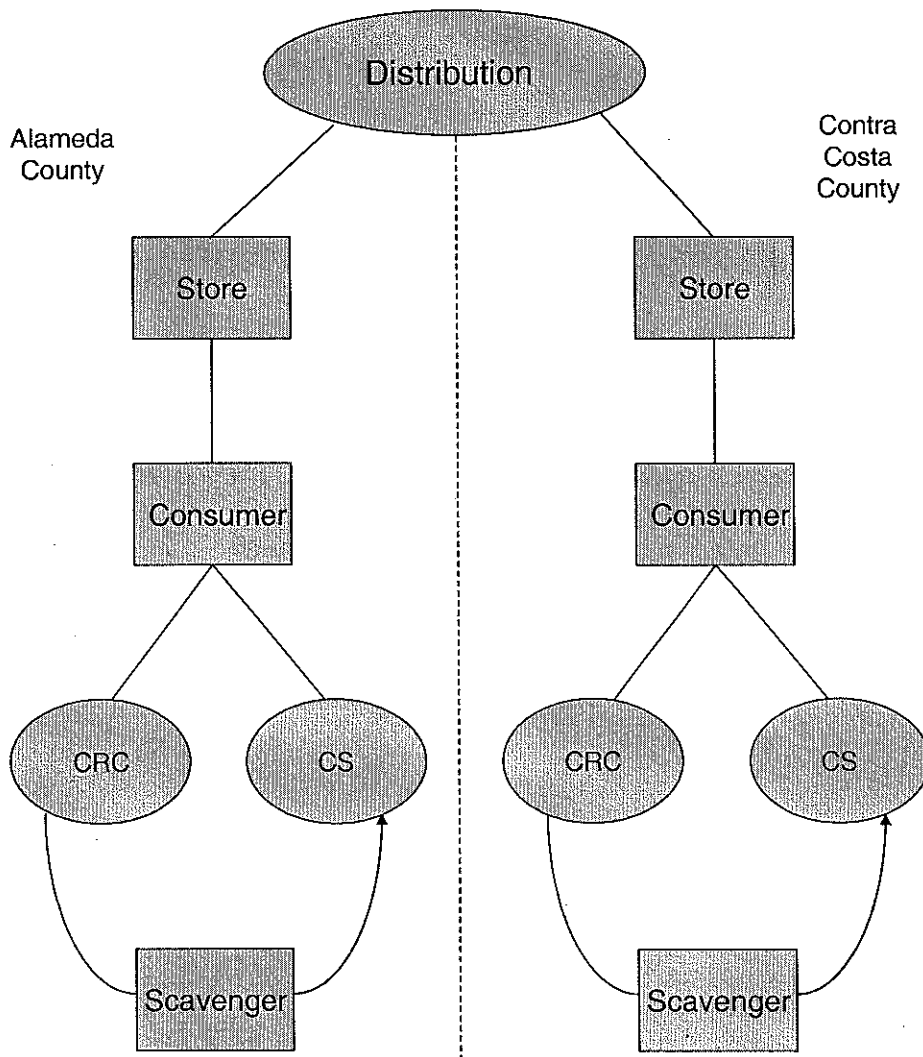 Distribution
Alameda
County
Contra
Costa
County
Store
Store
Consumer
Consumer
CRC
CS
CRC
CS
Scavenger
Scavenger